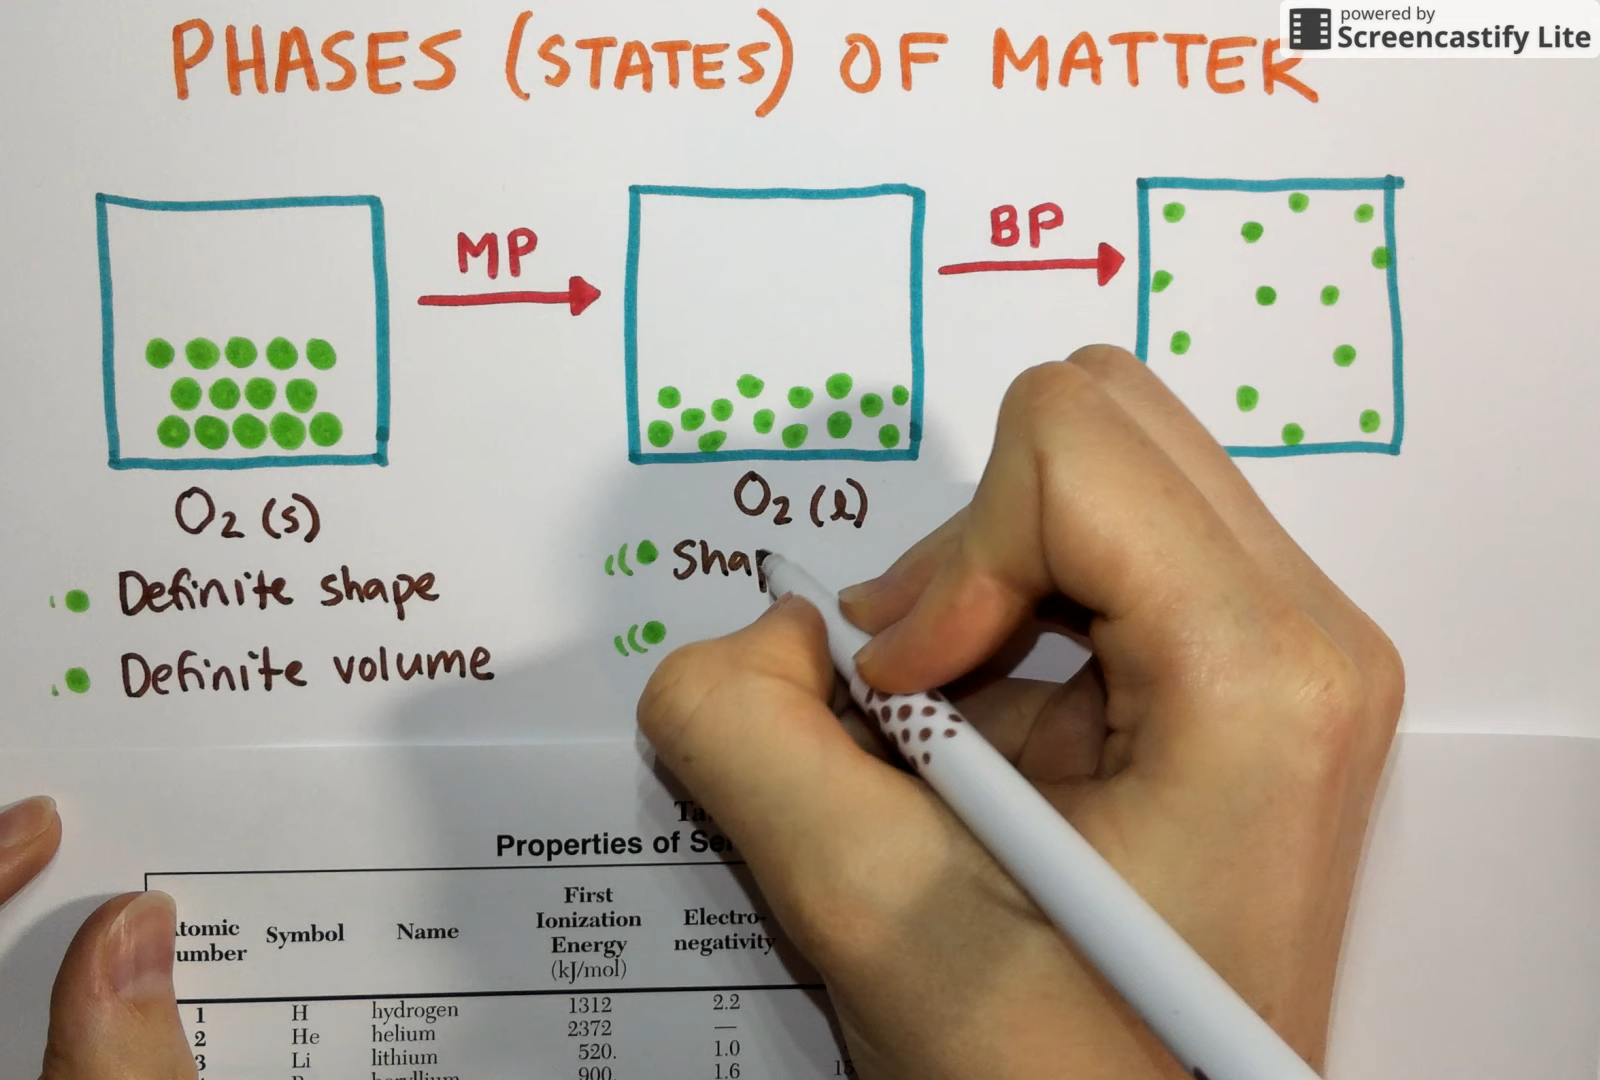 powered by
Screencastify Lite
PHASES (STATES) OF MATTER
MP
BP
O₂ (s)
O₂ (l)
Definite shape
Definite volume
Shap
Properties of
First
Ionization
Energy
(kJ/mol)
tomic
umber
Symbol
Name
Electro-
negativity
1 H hydrogen 1312 2.2
2 He helium 2372 —
3 Li lithium 520. 1.0
900. 1.6